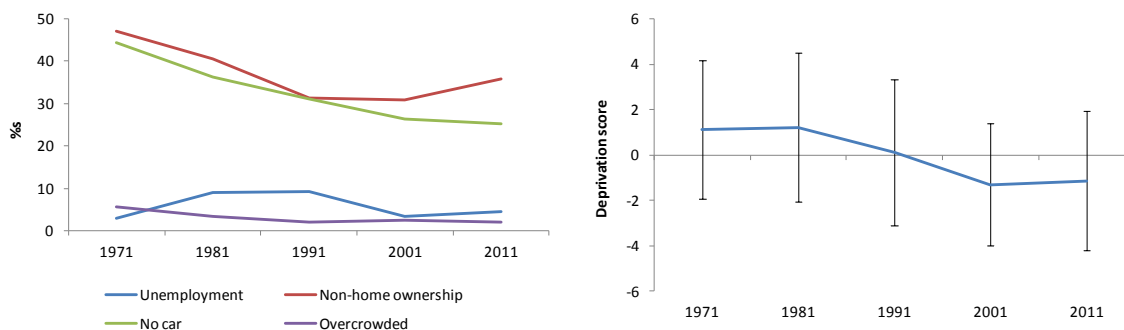 50
40
30
20
10
0
%s
1971 1981 1991 2001 2011
Unemployment Non-home ownership
No car Overcrowded
6
4
2
0
-2
-4
-6
Deprivation score
1971 1981 1991 2001 2011